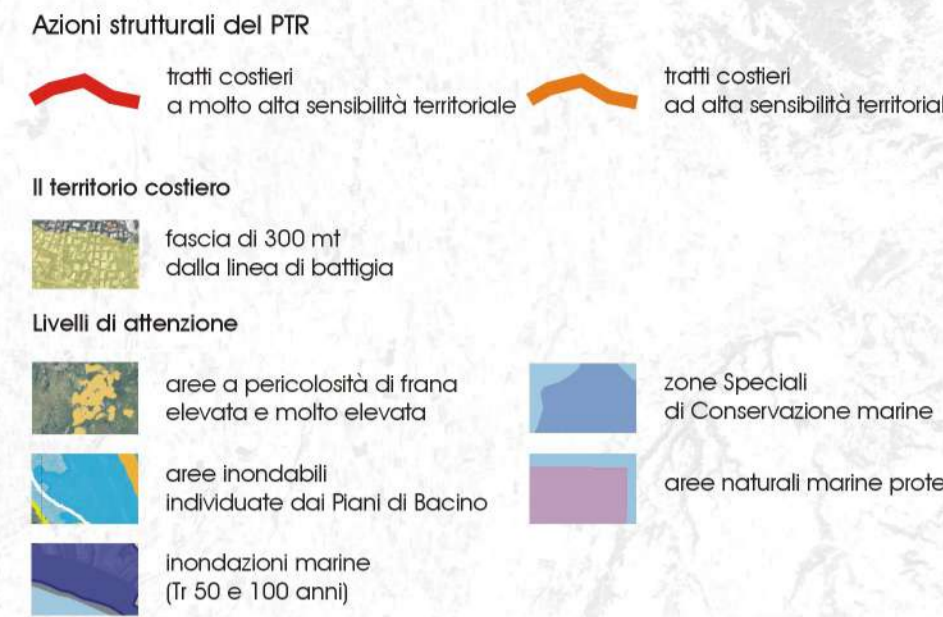 Azioni strutturali del PTR
tratti costieri
a molto alta sensibilità territoriale
tratti costieri
ad alta sensibilità territorial
Il territorio costiero
fascia di 300 mt
dalla linea di battigia
Livelli di attenzione
aree a pericolosità di frana
elevata e molto elevata
zone Speciali
di Conservazione marine
aree inondabili
individuate dai Piani di Bacino
aree naturali marine prote
inondazioni marine
(Tr 50 e 100 anni)